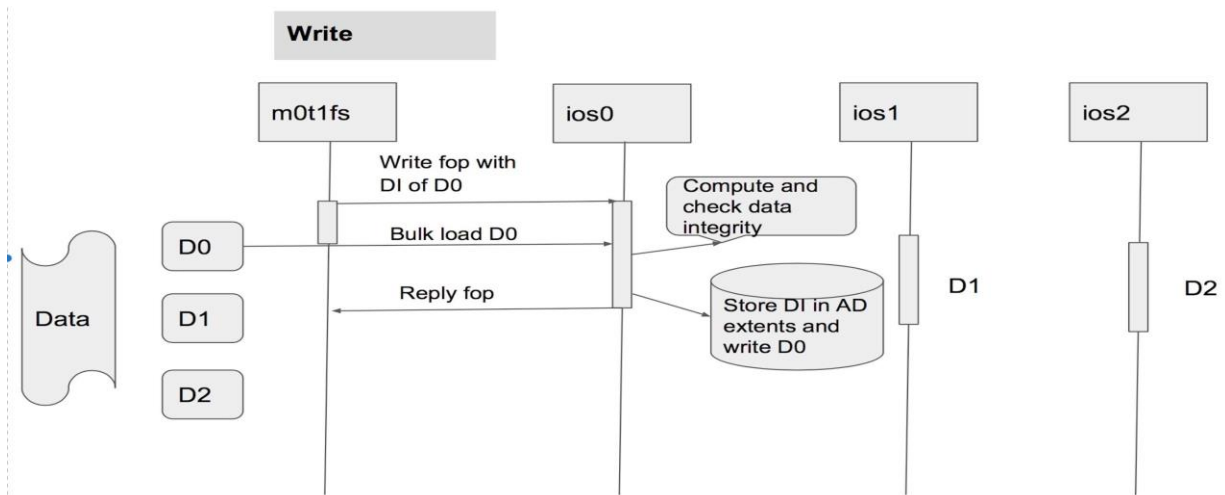 Write
m0t1fs
ios0
ios1
ios2
Write fop with
DI of D0
Compute and
check data
integrity
D0
Bulk load D0
Data
D1
Reply fop
Store DI in AD
extents and
write D0
D1
D2
D2